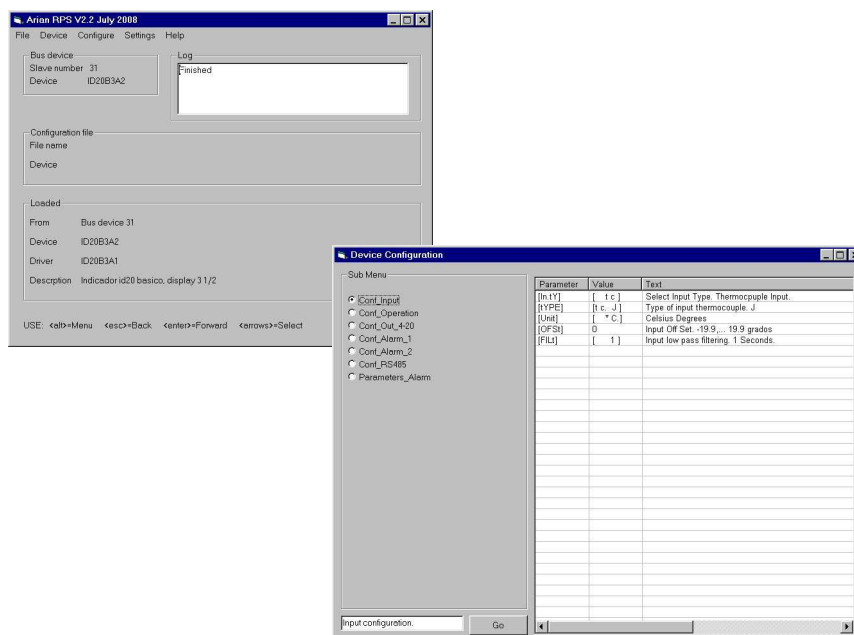 Arian RPS V2.2 July 2008
File Device Configure Settings Help
Bus device
Slave number 31
Device ID20B3A2
Log
Finished
Configuration file
File name
Device
Loaded
From Bus device 31
Device ID20B3A2
Driver ID20B3A1
Descrption Indicador id20 basico, display 3 1/2
USE: <alt>=Menu <esc>=Back <enter>=Forward <arrows>=Select
Device Configuration
Sub Menu
Conf_Input
Conf_Operation
Conf_Out_4-20
Conf_Alarm_1
Conf_Alarm_2
Conf_RS485
Parameters_Alarm
Input configuration.
Go
Parameter Value Text
[In.tY] [ t c ] Select Input Type. Thermocpuple Input.
[tYPE] [t c. J ] Type of input thermocouple. J
[Unit] [ ° C.] Celsius Degrees
[OFSt] 0 Input Off Set. -19.9,... 19.9 grados
[FILt] [ 1 ] Input low pass filtering. 1 Seconds.